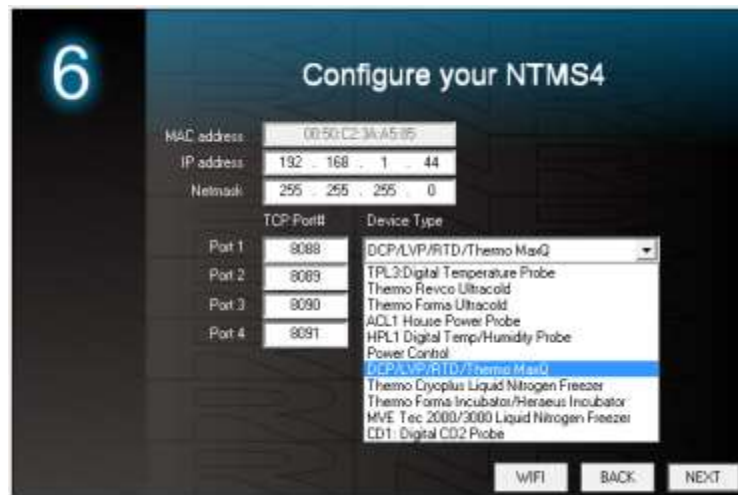 6
Configure your NTMS4
MAC address 00:50:C2:3A:A5:85
IP address 192 . 168 . 1 . 44
Netmask 255 . 255 . 255 . 0
TCP Port# Device Type
Port 1 8088 DCP/LVP/RTD/Thermo MaxQ
Port 2 8089 TPL3:Digital Temperature Probe
Thermo Revco Ultracold
Port 3 8090 Thermo Forma Ultracold
ACL1 House Power Probe
Port 4 8091 HPL1 Digital Temp/Humidity Probe
Power Control
DCP/LVP/RTD/Thermo MaxQ
Thermo Cryoplus Liquid Nitrogen Freezer
Thermo Forma Incubator/Heraeus Incubator
MVE Tec 2000/3000 Liquid Nitrogen Freezer
CD1: Digital CO2 Probe
WIFI BACK NEXT